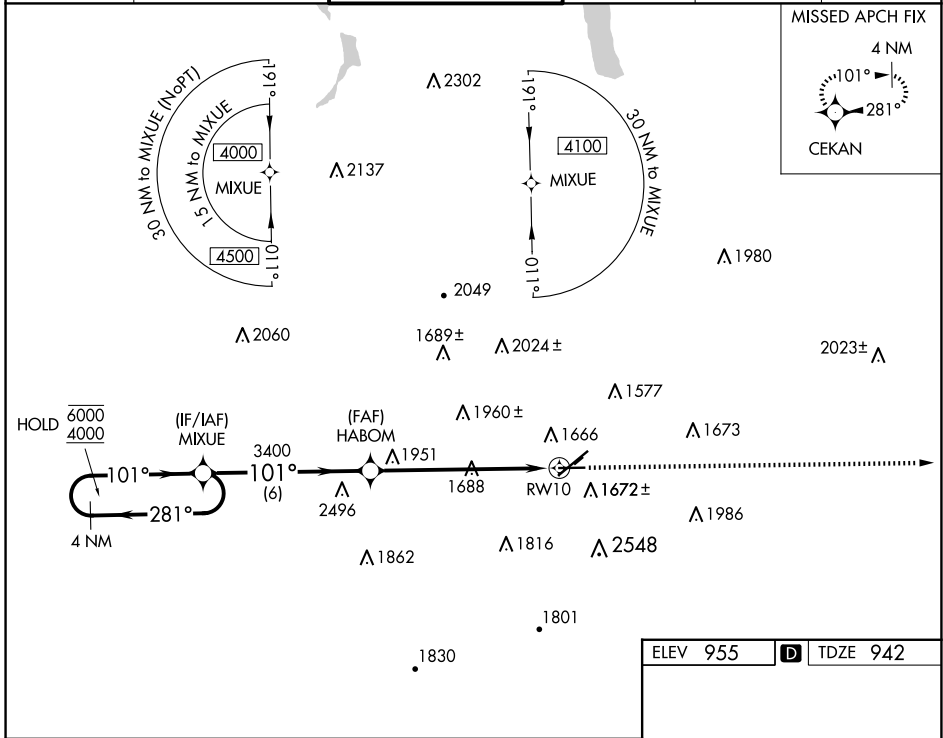 MISSED APCH FIX
4 NM
101°
281°
CEKAN
30 NM to MIXUE (NoPT)
15 NM to MIXUE
191°
4000
MIXUE
4500
011°
2302
2137
191°
4100
MIXUE
30 NM to MIXUE
011°
1980
2049
2060
1689±
2024±
2023±
1577
HOLD 6000
4000
(IF/IAF)
MIXUE
(FAF)
HABOM
1960±
1666
1673
3400
101°
101°
(6)
1951
1688
RW10
1672±
281°
4 NM
2496
1986
1862
1816
2548
1801
1830
ELEV 955 D TDZE 942